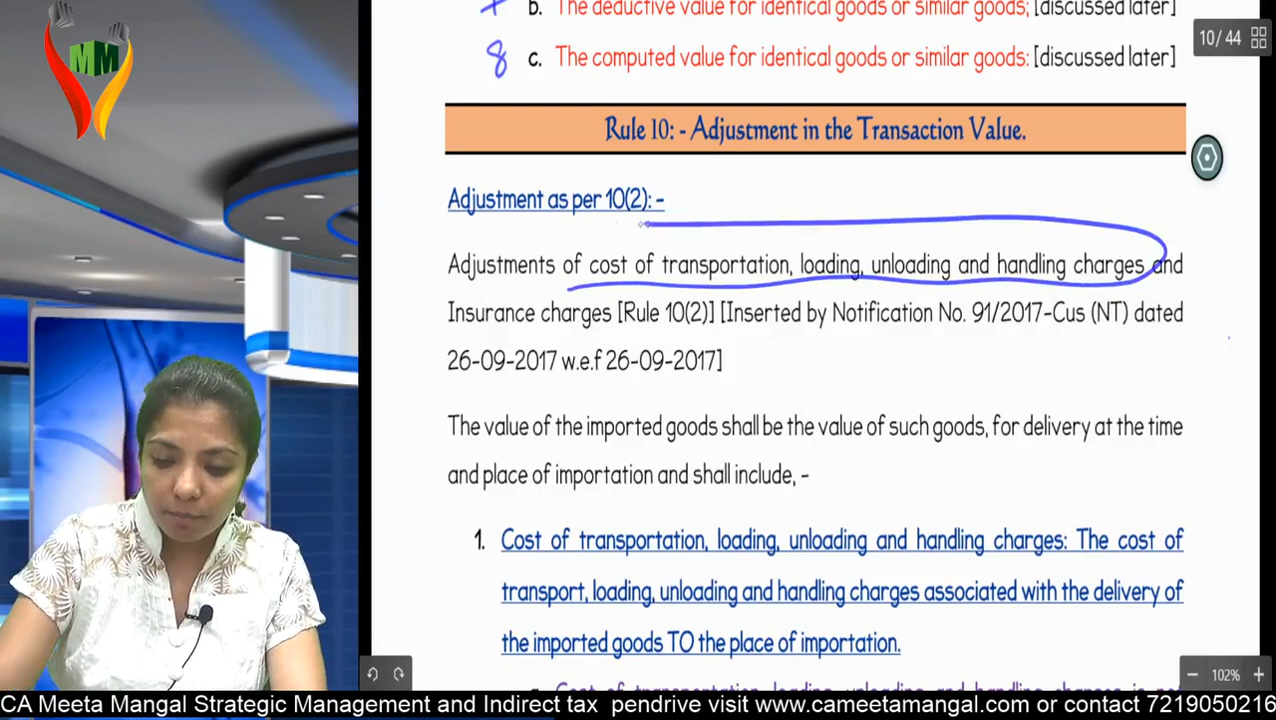 b. The deductive value for identical goods or similar goods; [discussed later]
8 c. The computed value for identical goods or similar goods: [discussed later]
10/44
MM
Rule 10: - Adjustment in the Transaction Value.
Adjustment as per 10(2): -
Adjustments of cost of transportation, loading, unloading and handling charges and
Insurance charges [Rule 10(2)] [Inserted by Notification No. 91/2017-Cus (NT) dated
26-09-2017 w.e.f 26-09-2017]
The value of the imported goods shall be the value of such goods, for delivery at the time
and place of importation and shall include, -
1. Cost of transportation, loading, unloading and handling charges: The cost of
transport, loading, unloading and handling charges associated with the delivery of
the imported goods TO the place of importation.
102%
CA Meeta Mangal Strategic Management and Indirect tax pendrive visit www.cameetamangal.com or contact 7219050216